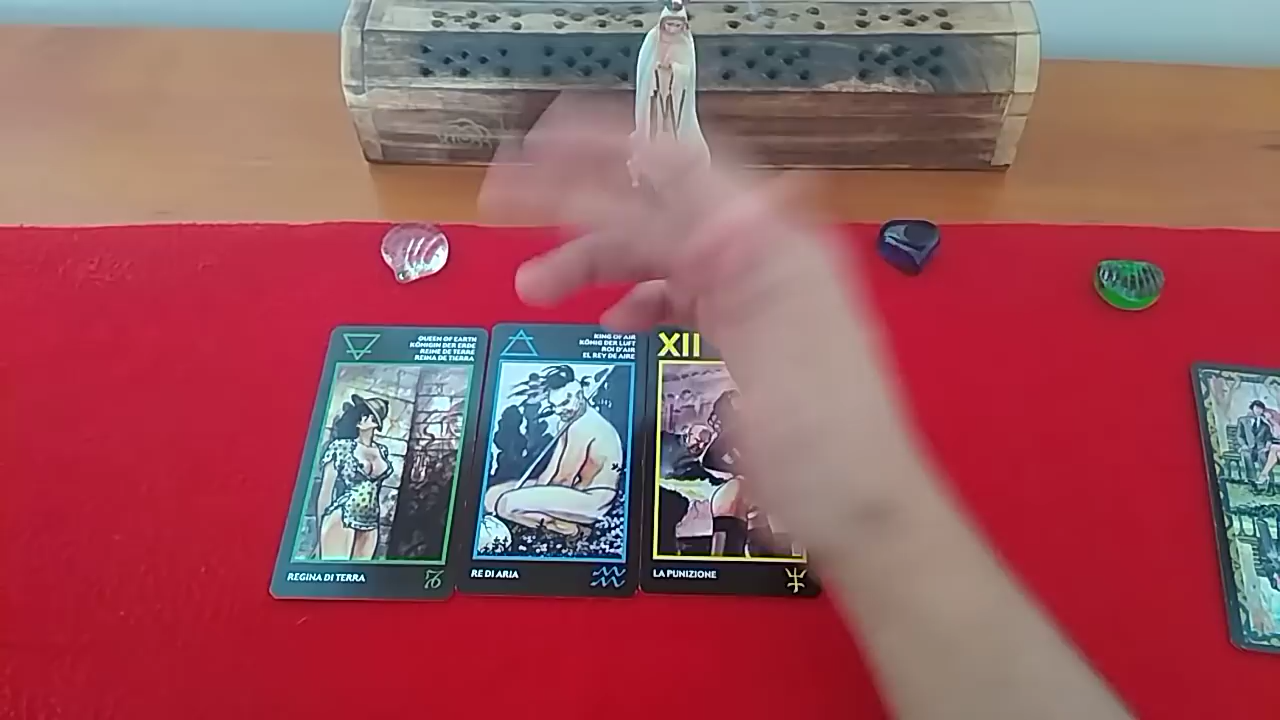 QUEEN OF EARTH
KÖNIGIN DER ERDE
REINE DE TERRE
REINA DE TIERRA
REGINA DI TERRA
KING OF AIR
KÖNIG DER LUFT
ROI D'AIR
EL REY DE AIRE
RE DI ARIA
XII
LA PUNIZIONE